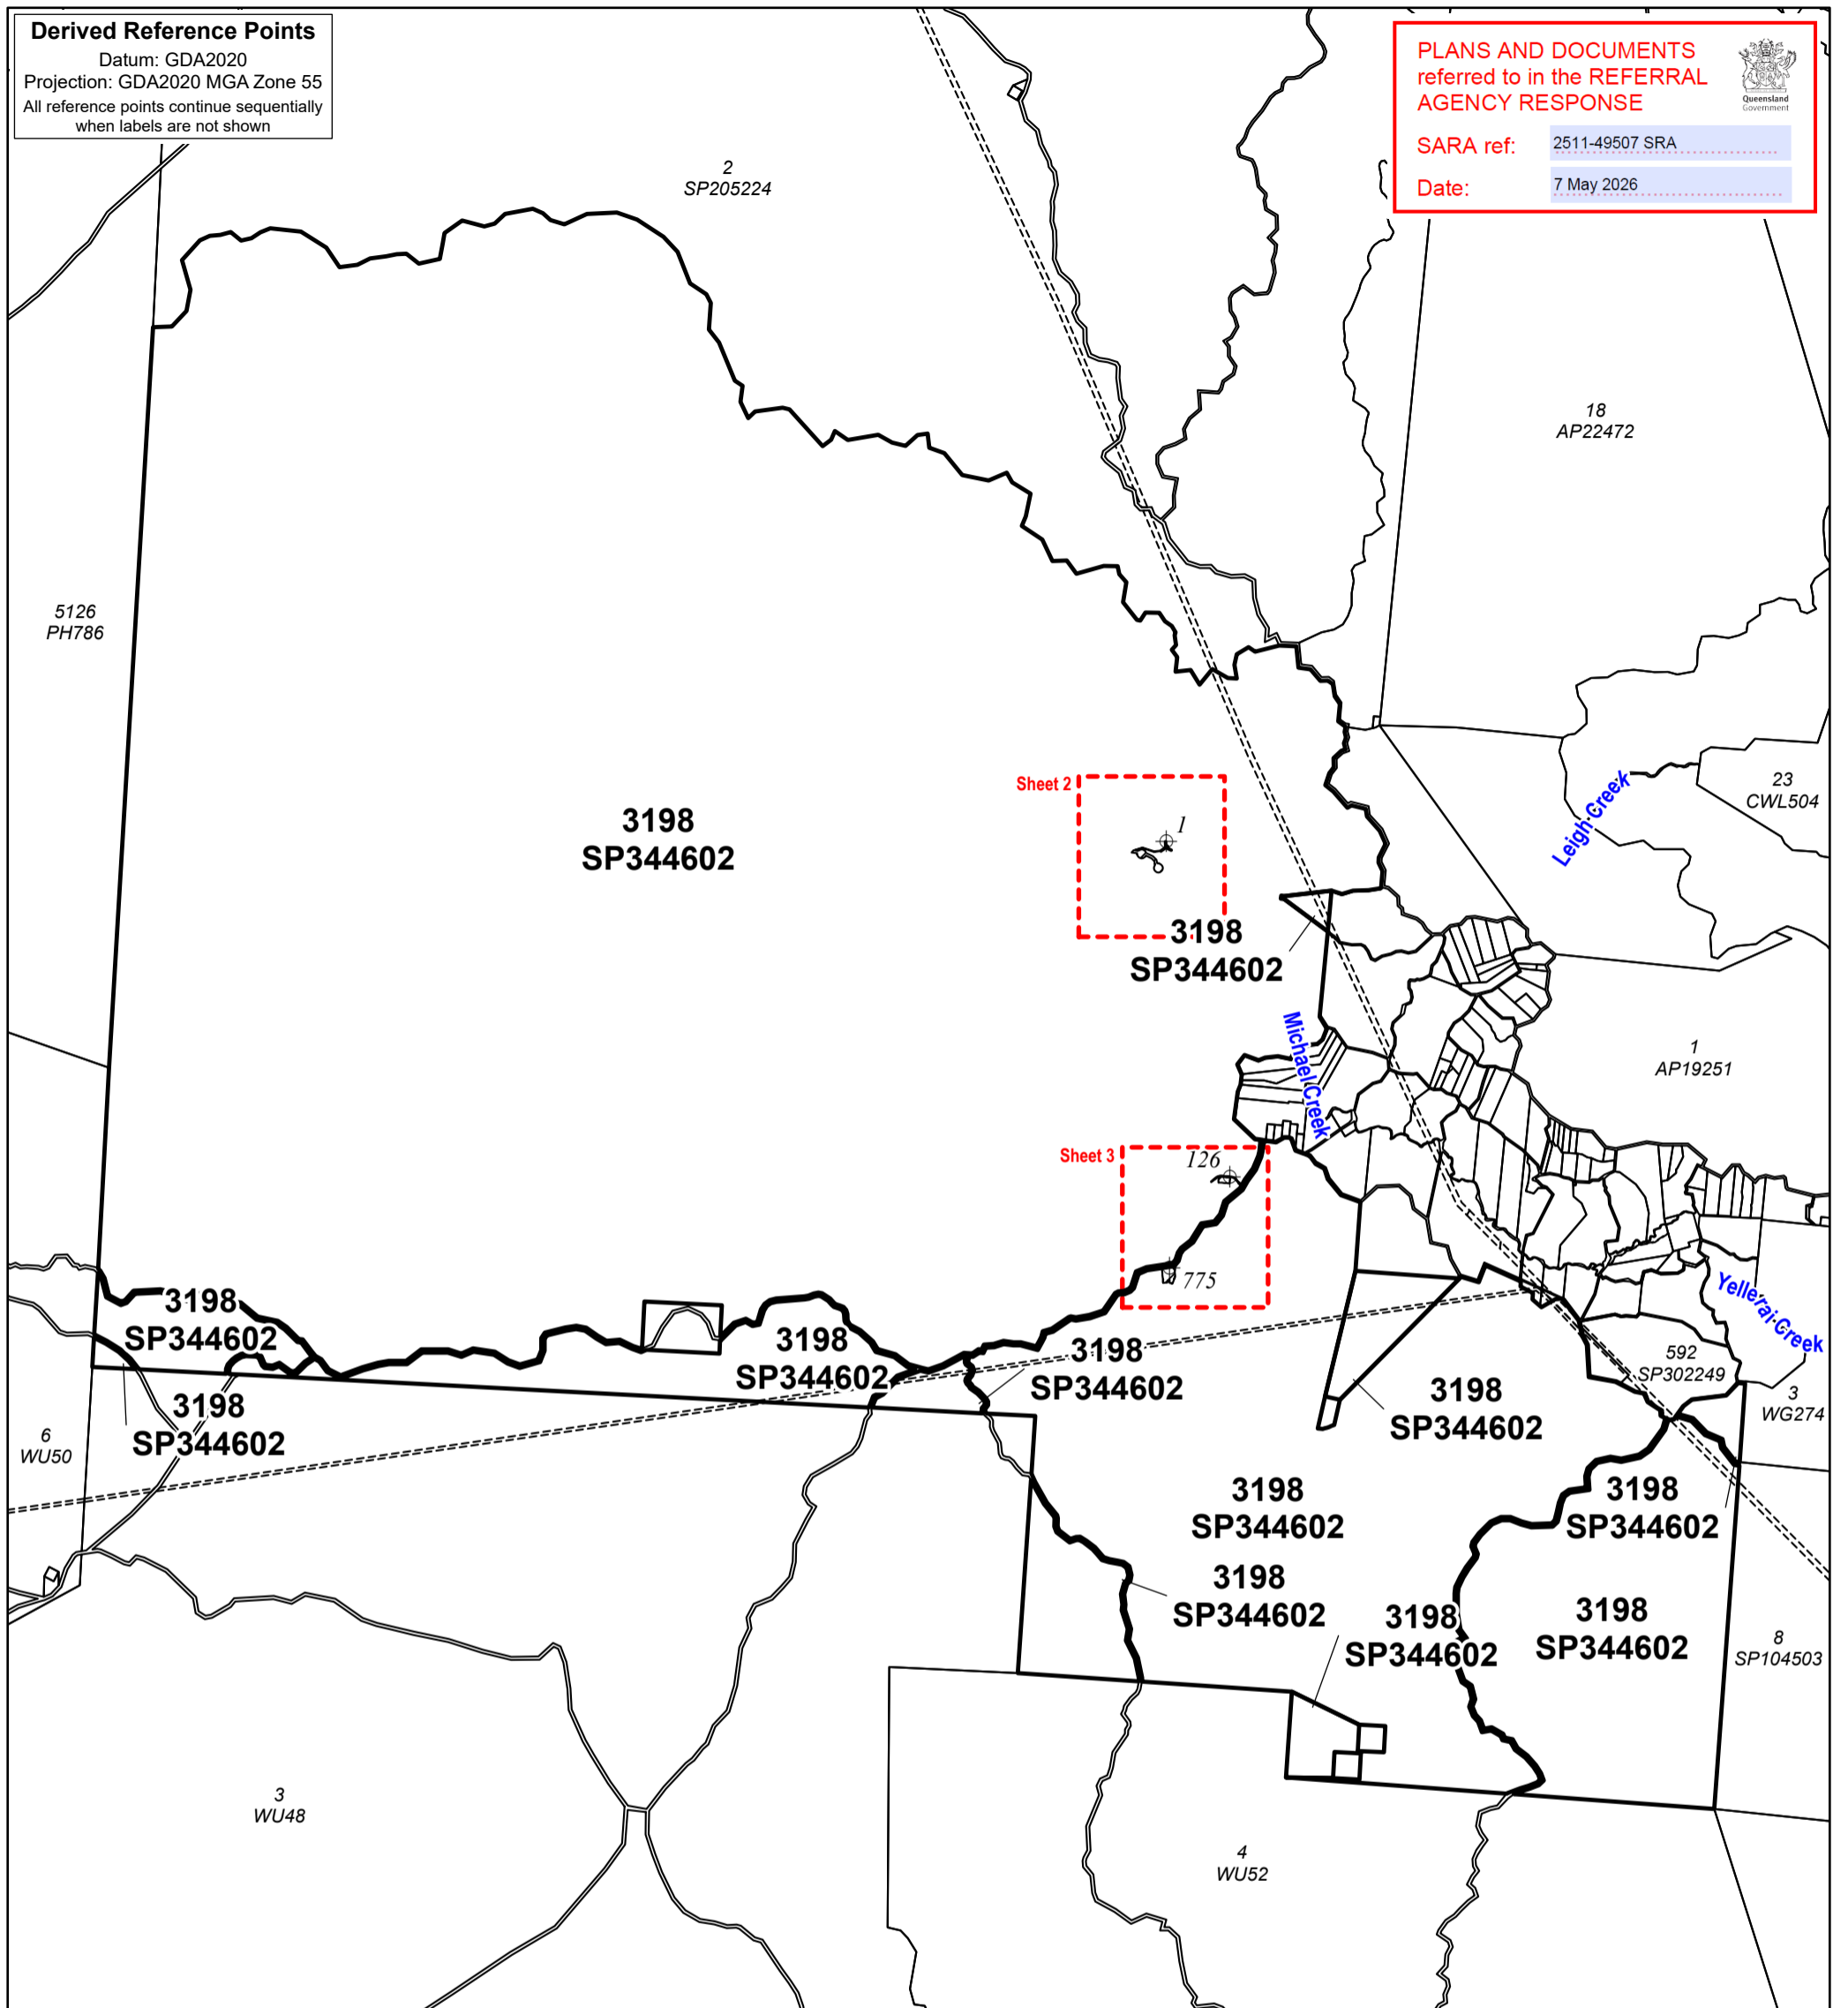 Derived Reference Points
Datum: GDA2020
Projection: GDA2020 MGA Zone 55
All reference points continue sequentially
when labels are not shown
PLANS AND DOCUMENTS
referred to in the REFERRAL
AGENCY RESPONSE
Queensland
Government
SARA ref: 2511-49507 SRA
Date: 7 May 2026
2
SP205224
18
AP22472
5126
PH786
23
CWL504
Leigh Creek
Sheet 2
1
3198
SP344602
3198
SP344602
Michael Creek
1
AP19251
Sheet 3
126
775
Yellerai Creek
3198
SP344602
3198
SP344602
3198
SP344602
592
SP302249
3
WG274
3198
SP344602
3198
SP344602
6
WU50
3198
SP344602
3198
SP344602
3198
SP344602
3198
SP344602
3198
SP344602
8
SP104503
3
WU48
4
WU52